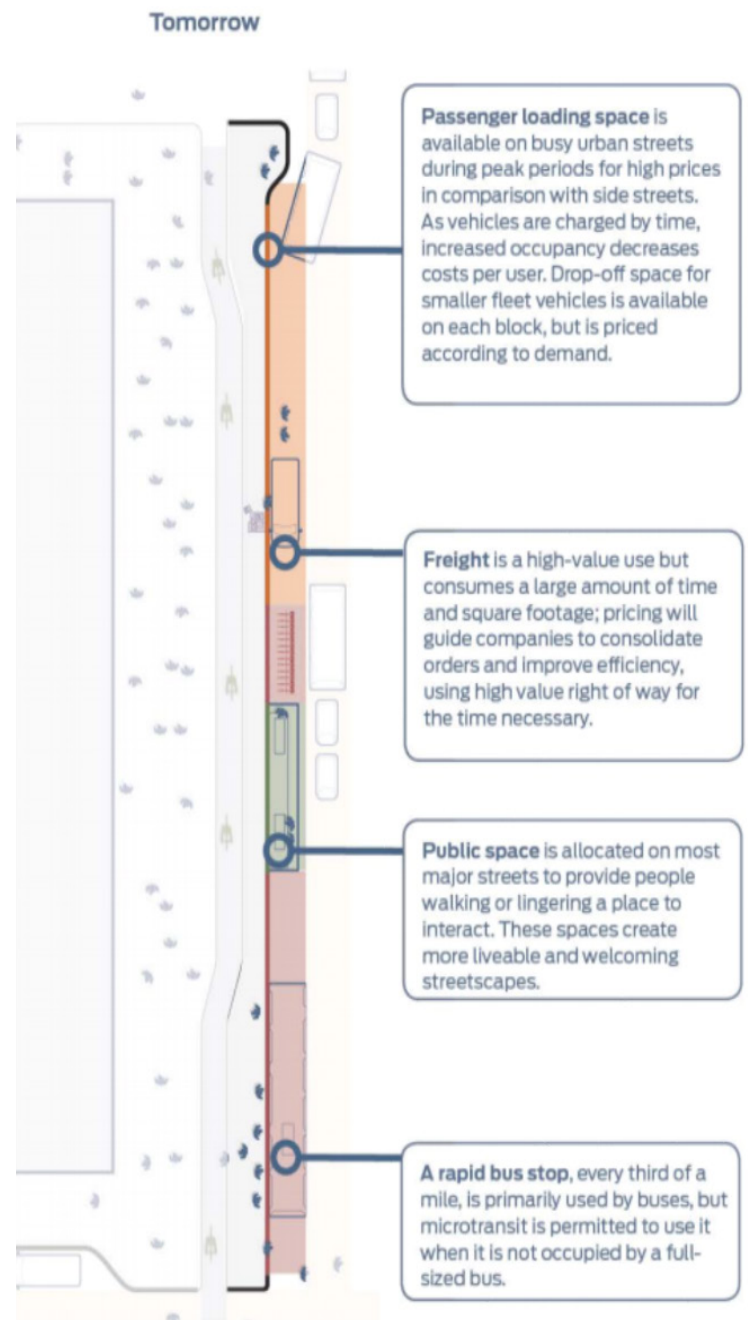 Tomorrow
Passenger loading space is
available on busy urban streets
during peak periods for high prices
in comparison with side streets.
As vehicles are charged by time,
increased occupancy decreases
costs per user. Drop-off space for
smaller fleet vehicles is available
on each block, but is priced
according to demand.
Freight is a high-value use but
consumes a large amount of time
and square footage; pricing will
guide companies to consolidate
orders and improve efficiency,
using high value right of way for
the time necessary.
Public space is allocated on most
major streets to provide people
walking or lingering a place to
interact. These spaces create
more liveable and welcoming
streetscapes.
A rapid bus stop, every third of a
mile, is primarily used by buses, but
microtransit is permitted to use it
when it is not occupied by a full-
sized bus.